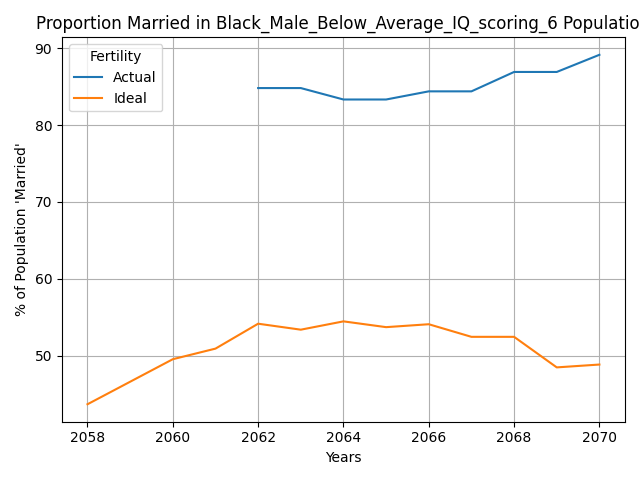 Proportion Married in Black_Male_Below_Average_IQ_scoring_6 Populatio
Fertility
Actual
Ideal
% of Population 'Married'
90
80
70
60
50
2058 2060 2062 2064 2066 2068 2070
Years